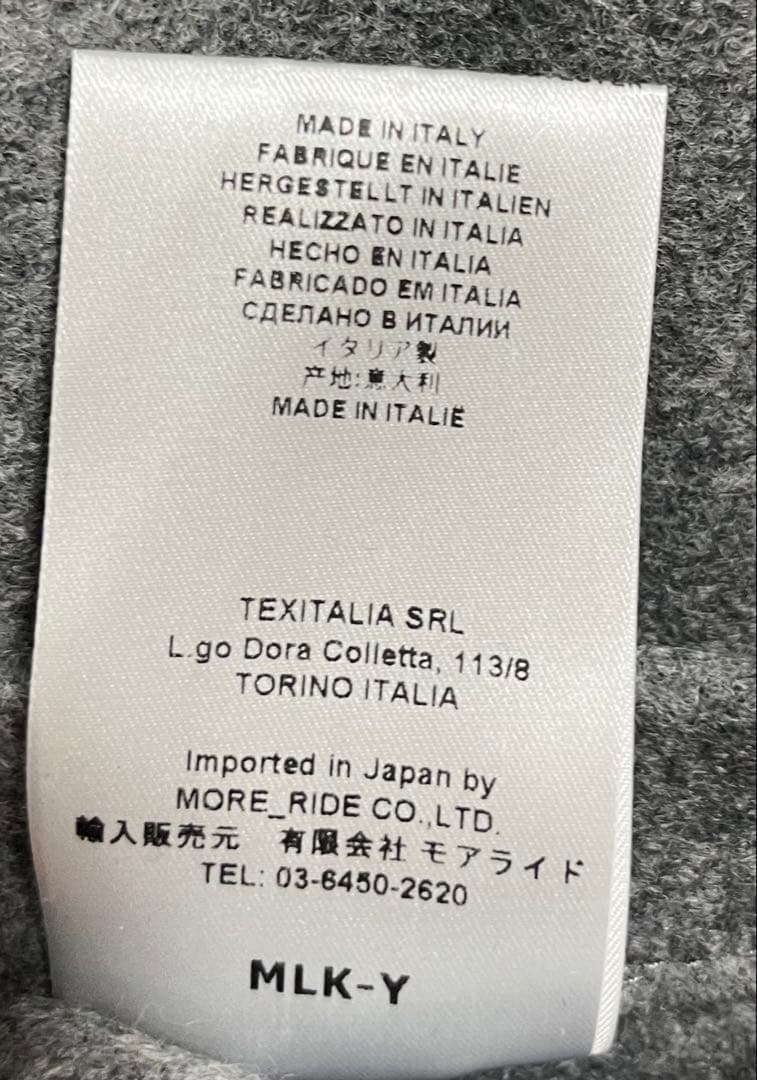 MADE IN ITALY
FABRIQUE EN ITALIE
HERGESTELLT IN ITALIEN
REALIZZATO IN ITALIA
HECHO EN ITALIA
FABRICADO EM ITALIA
СДЕЛАНО В ИТАЛИИ
イタリア製
产地:意大利
MADE IN ITALIË
TEXITALIA SRL
L.go Dora Colletta, 113/8
TORINO ITALIA
Imported in Japan by
MORE_RIDE CO.,LTD.
輸入販売元 有限会社 モアライド
TEL: 03-6450-2620
MLK-Y